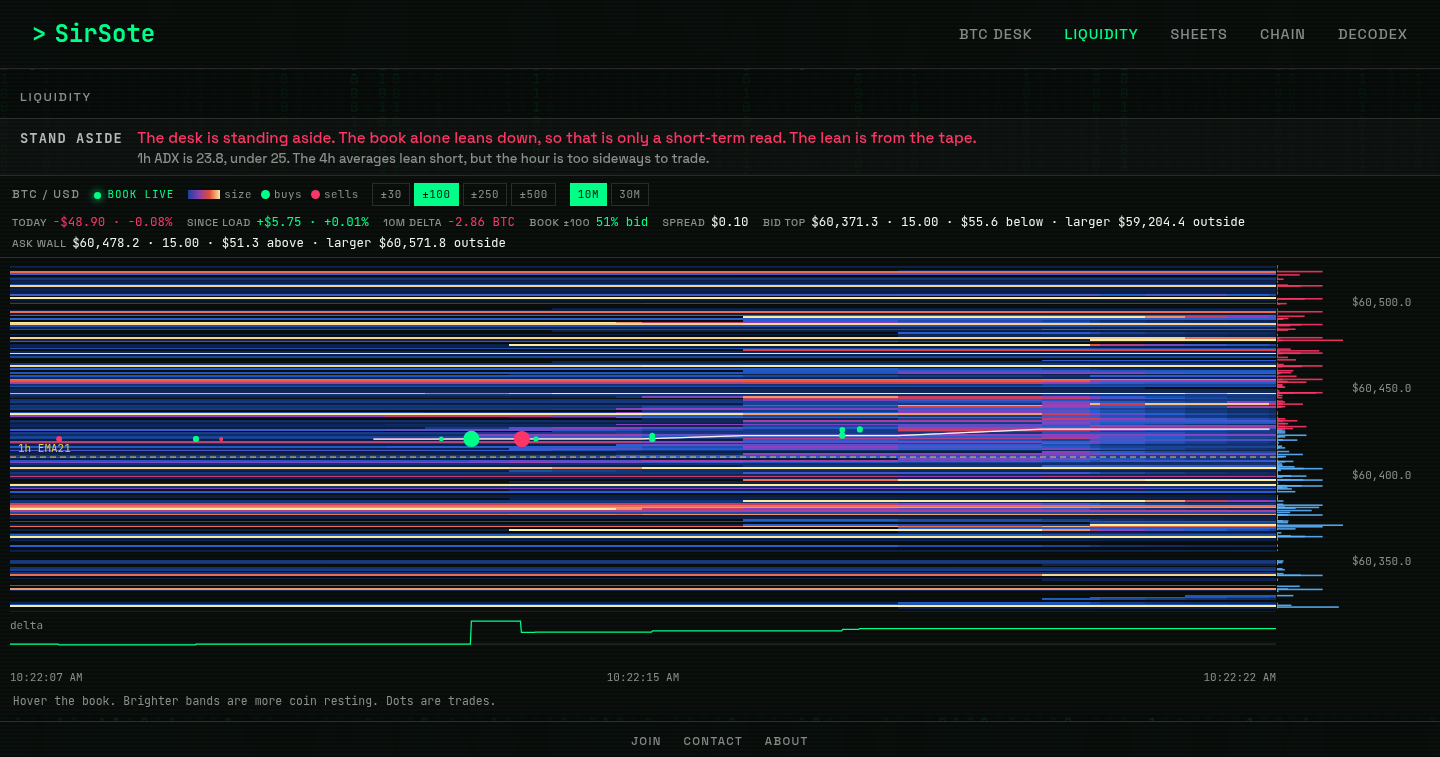 > SirSote
BTC DESK LIQUIDITY SHEETS CHAIN DECODEX
LIQUIDITY
STAND ASIDE The desk is standing aside. The book alone leans down, so that is only a short-term read. The lean is from the tape.
1h ADX is 23.8, under 25. The 4h averages lean short, but the hour is too sideways to trade.
BTC / USD BOOK LIVE size buys sells ±30 ±100 ±250 ±500 10M 30M
TODAY -$48.90 · -0.08% SINCE LOAD +$5.75 · +0.01% 10M DELTA -2.86 BTC BOOK ±100 51% bid SPREAD $0.10 BID TOP $60,371.3 · 15.00 · $55.6 below · larger $59,204.4 outside
ASK WALL $60,478.2 · 15.00 · $51.3 above · larger $60,571.8 outside
$60,500.0
$60,450.0
1h EMA21
$60,400.0
$60,350.0
delta
10:22:07 AM 10:22:15 AM 10:22:22 AM
Hover the book. Brighter bands are more coin resting. Dots are trades.
JOIN CONTACT ABOUT